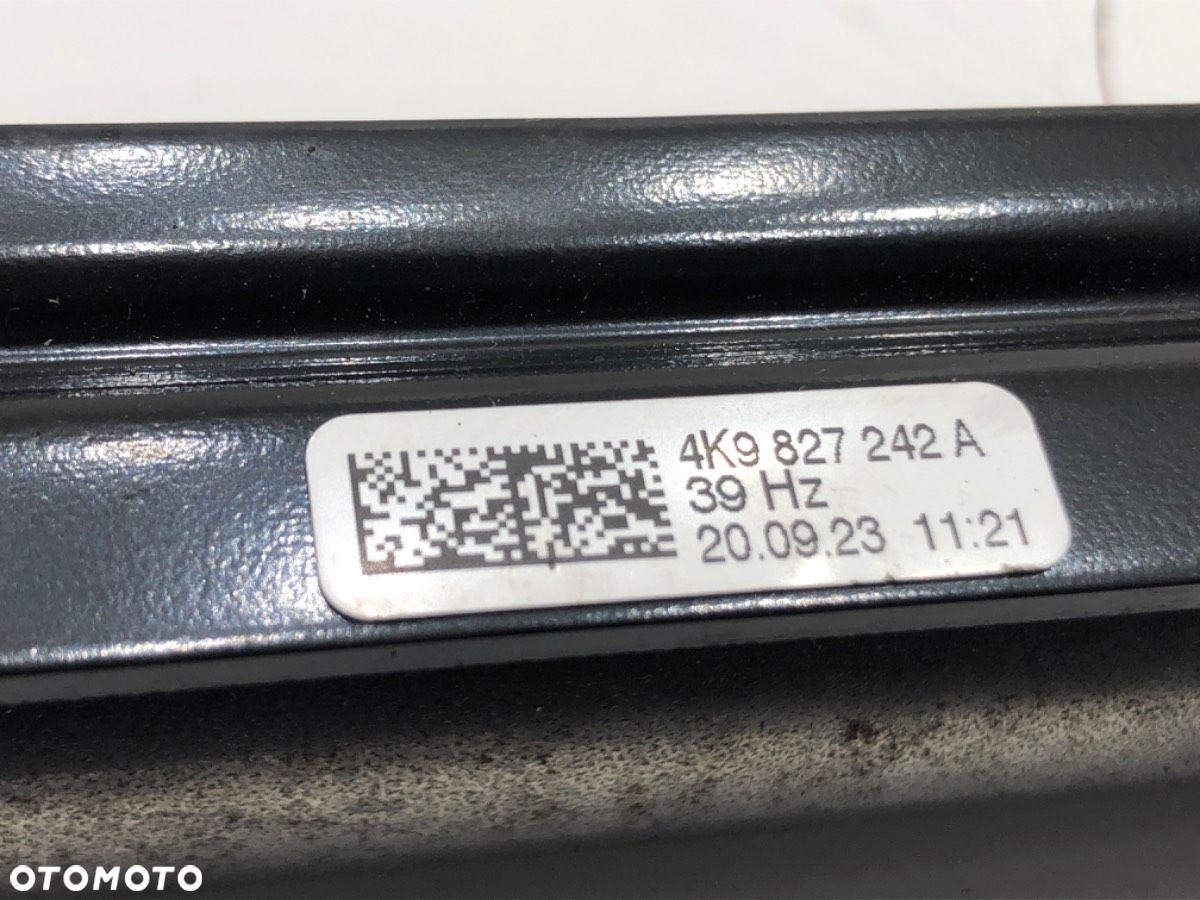 4K9 827 242 A
39 Hz
20.09.23 11:21
OTOMOTO